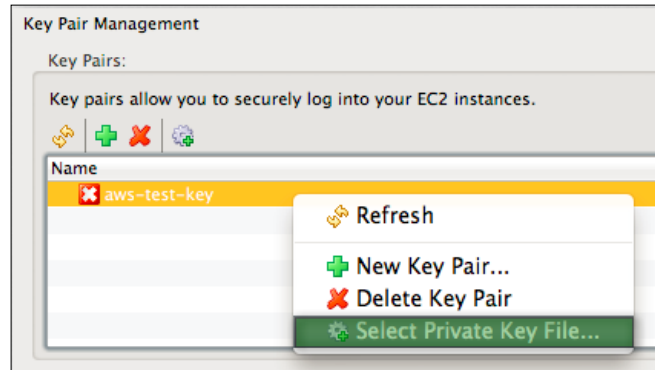 Key Pair Management
Key Pairs:
Key pairs allow you to securely log into your EC2 instances.
Name
aws-test-key
Refresh
New Key Pair...
Delete Key Pair
Select Private Key File...